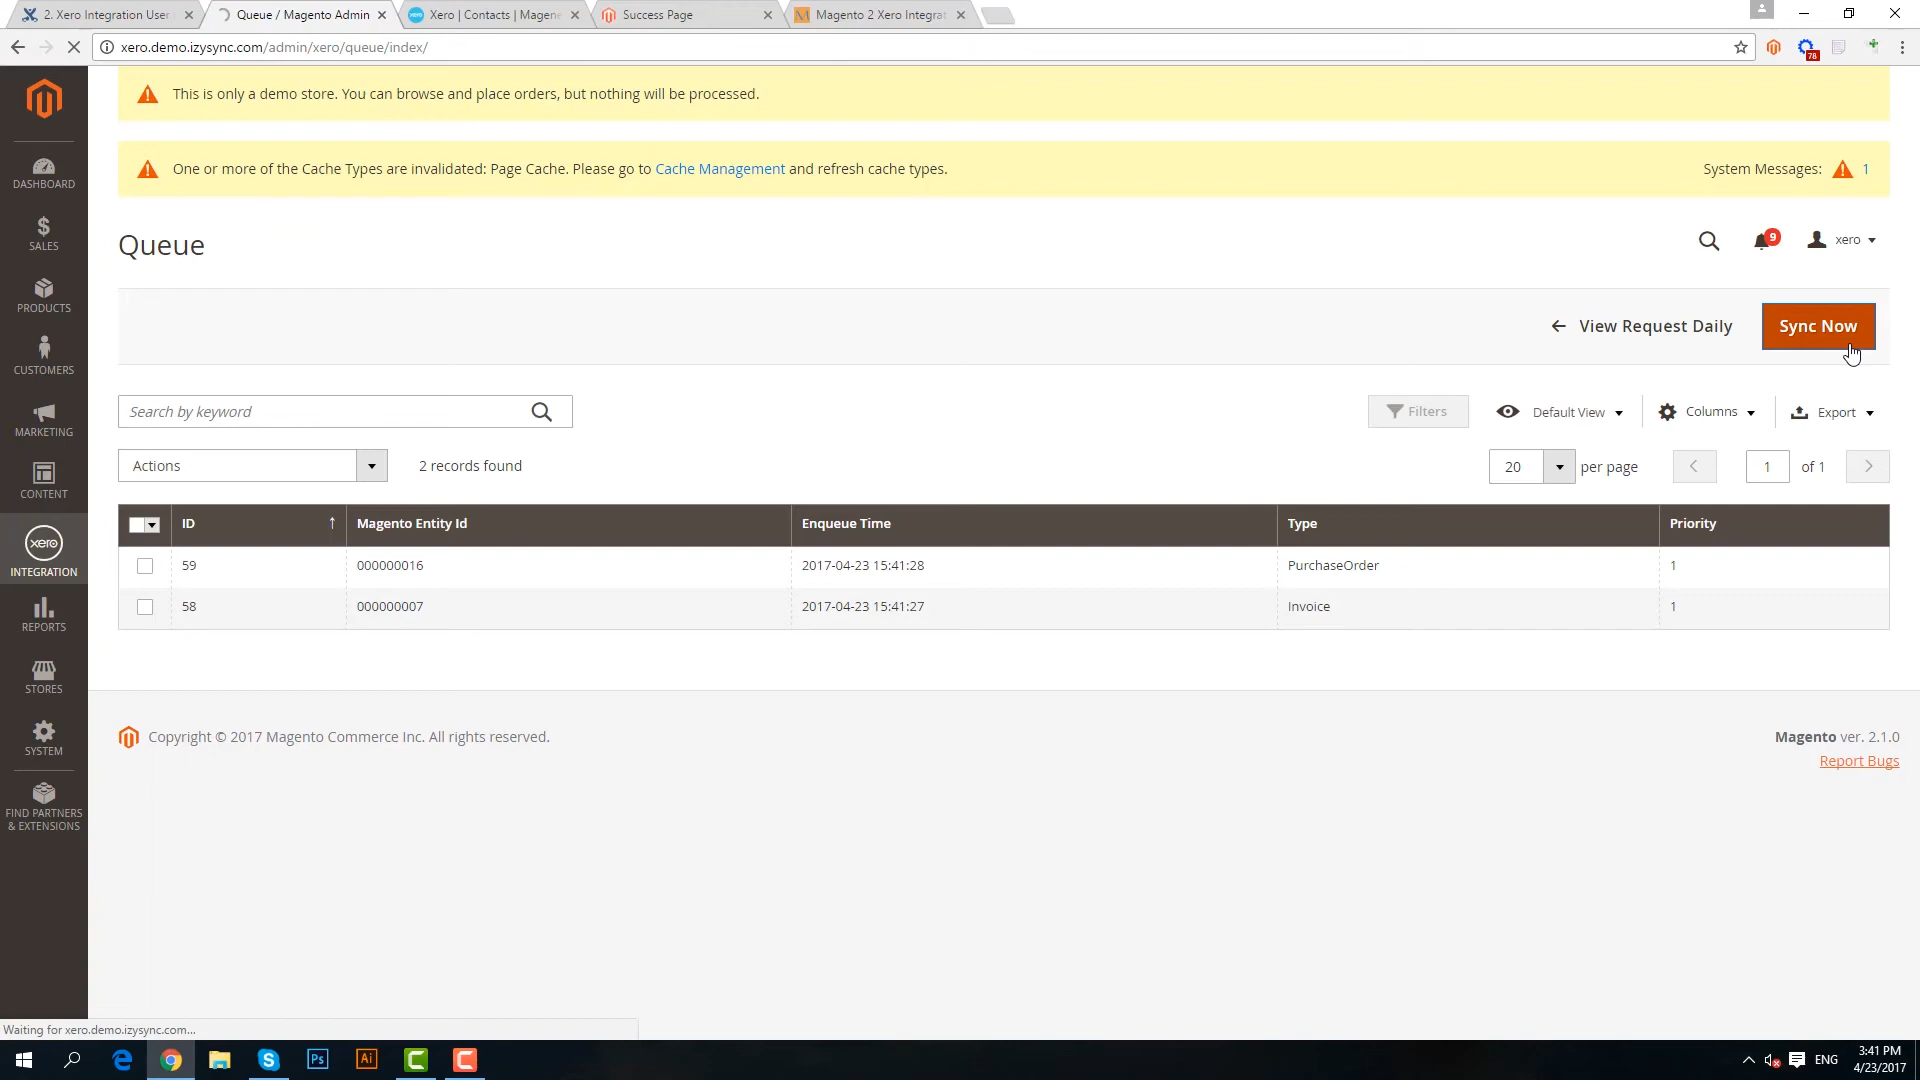 2. Xero Integration User
Queue / Magento Admin
Xero | Contacts | Magene
Success Page
Magento 2 Xero Integrat
xero.demo.izysync.com/admin/xero/queue/index/
78
This is only a demo store. You can browse and place orders, but nothing will be processed.
One or more of the Cache Types are invalidated: Page Cache. Please go to Cache Management and refresh cache types.
System Messages: 1
Queue
9
xero
View Request Daily
Sync Now
Search by keyword
Filters
Default View
Columns
Export
Actions
2 records found
20 per page
1 of 1
ID Magento Entity Id Enqueue Time Type Priority
59 000000016 2017-04-23 15:41:28 PurchaseOrder 1
58 000000007 2017-04-23 15:41:27 Invoice 1
DASHBOARD
SALES
PRODUCTS
CUSTOMERS
MARKETING
CONTENT
xero
INTEGRATION
REPORTS
STORES
SYSTEM
FIND PARTNERS
& EXTENSIONS
Copyright © 2017 Magento Commerce Inc. All rights reserved.
Magento ver. 2.1.0
Report Bugs
Waiting for xero.demo.izysync.com...
Ps
Ai
ENG
3:41 PM
4/23/2017